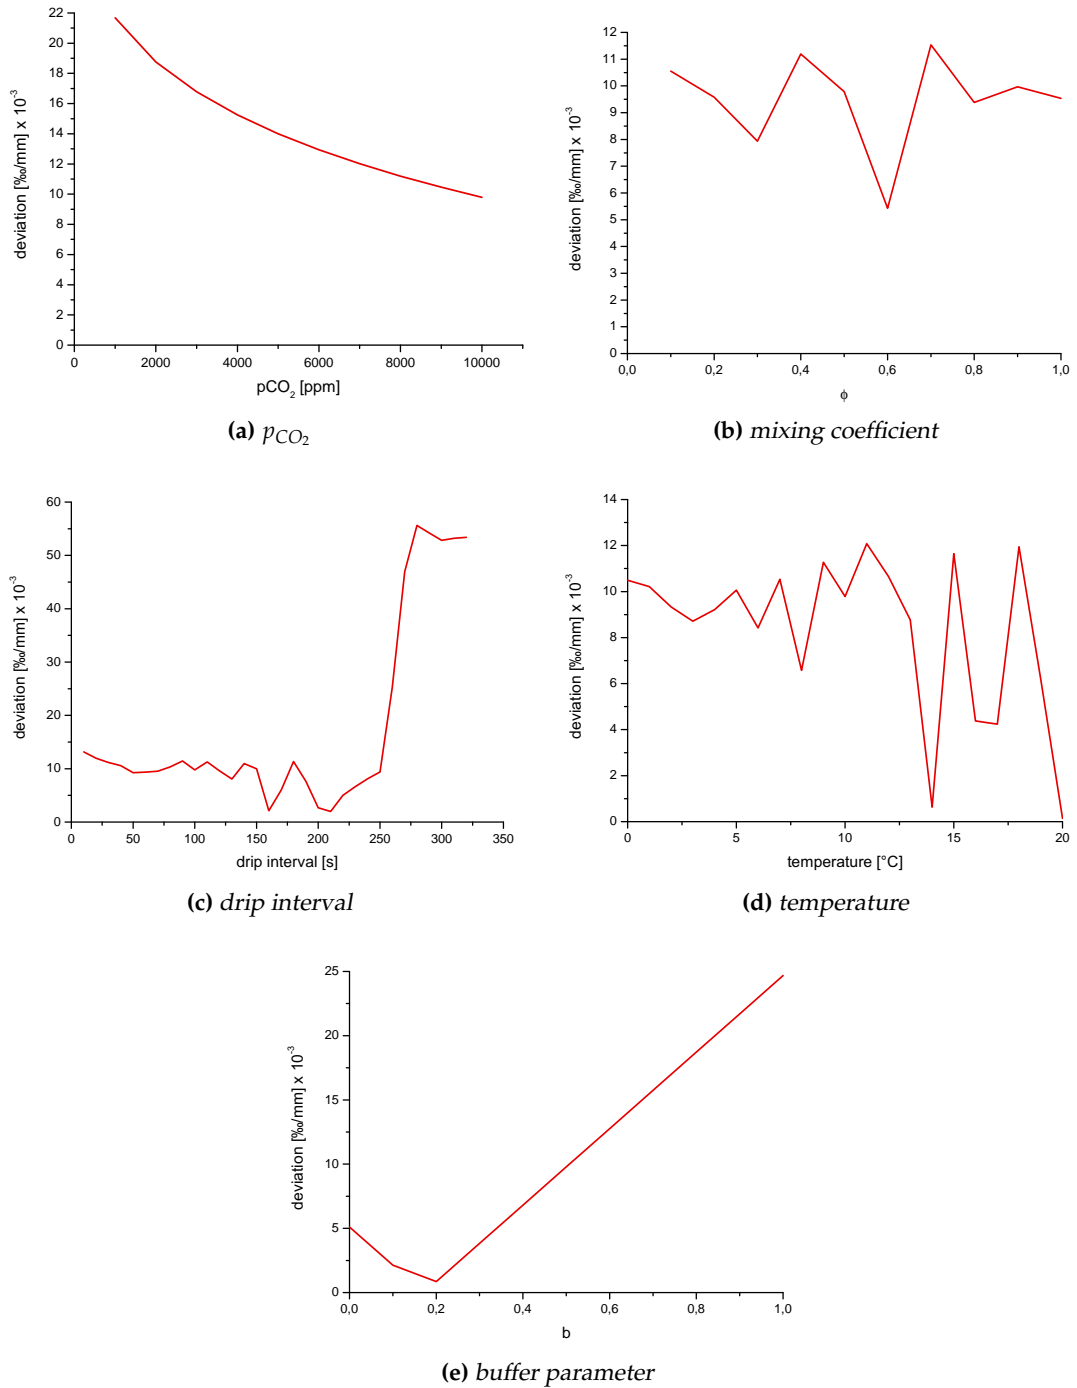 22
20
18
16
14
12
10
8
6
4
2
0
deviation [‰/mm] x 10⁻³
0 2000 4000 6000 8000 10000
pCO₂ [ppm]
(a) p_CO₂
12
11
10
9
8
7
6
5
4
3
2
1
0
deviation [‰/mm] x 10⁻³
0,0 0,2 0,4 0,6 0,8 1,0
ϕ
(b) mixing coefficient
60
50
40
30
20
10
0
deviation [‰/mm] x 10⁻³
0 50 100 150 200 250 300 350
drip interval [s]
(c) drip interval
14
12
10
8
6
4
2
0
deviation [‰/mm] x 10⁻³
0 5 10 15 20
temperature [°C]
(d) temperature
25
20
15
10
5
0
deviation [‰/mm] x 10⁻³
0,0 0,2 0,4 0,6 0,8 1,0
b
(e) buffer parameter